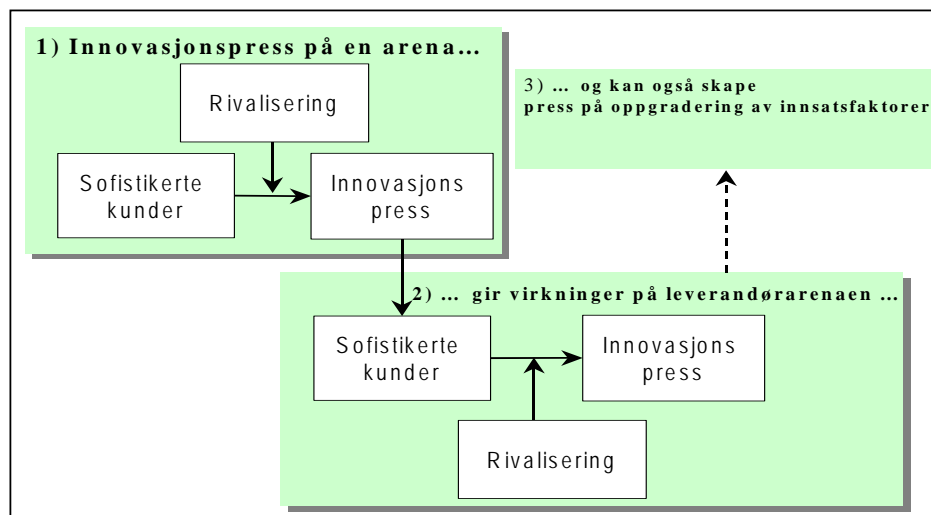 1) Innovasjonspress på en arena…
Rivalisering
Sofistikerte
kunder
Innovasjons
press
3) … og kan også skape
press på oppgradering av innsatsfaktorer
2) … gir virkninger på leverandørarenaen …
Sofistikerte
kunder
Innovasjons
press
Rivalisering